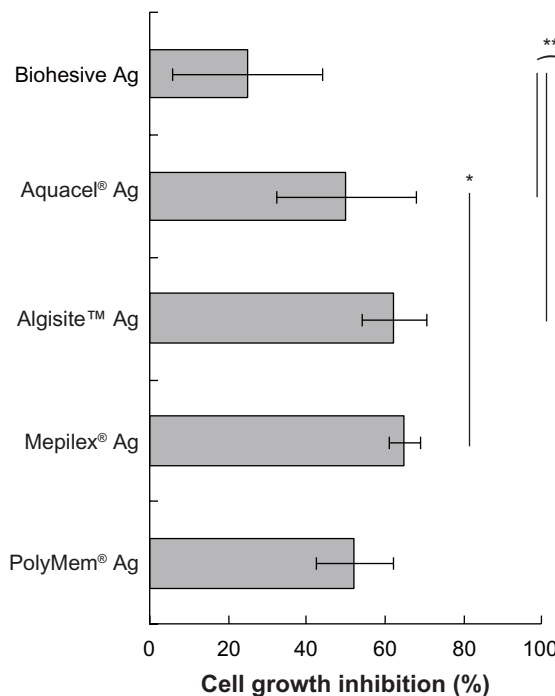 **
Biohesive Ag
Aquacel® Ag
*
Algisite™ Ag
Mepilex® Ag
PolyMem® Ag
0 20 40 60 80 100
Cell growth inhibition (%)